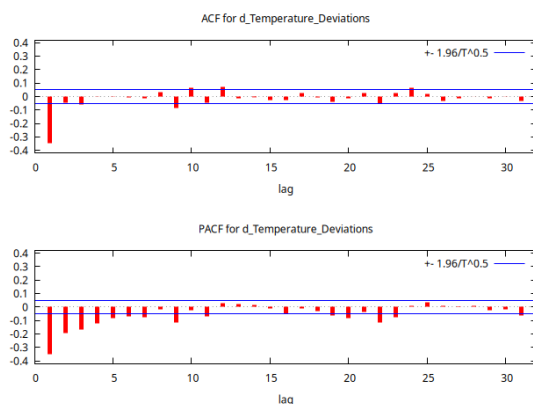 ACF for d_Temperature_Deviations
+- 1.96/T^0.5
0.4
0.3
0.2
0.1
0
-0.1
-0.2
-0.3
-0.4
0 5 10 15 20 25 30
lag
PACF for d_Temperature_Deviations
+- 1.96/T^0.5
0.4
0.3
0.2
0.1
0
-0.1
-0.2
-0.3
-0.4
0 5 10 15 20 25 30
lag